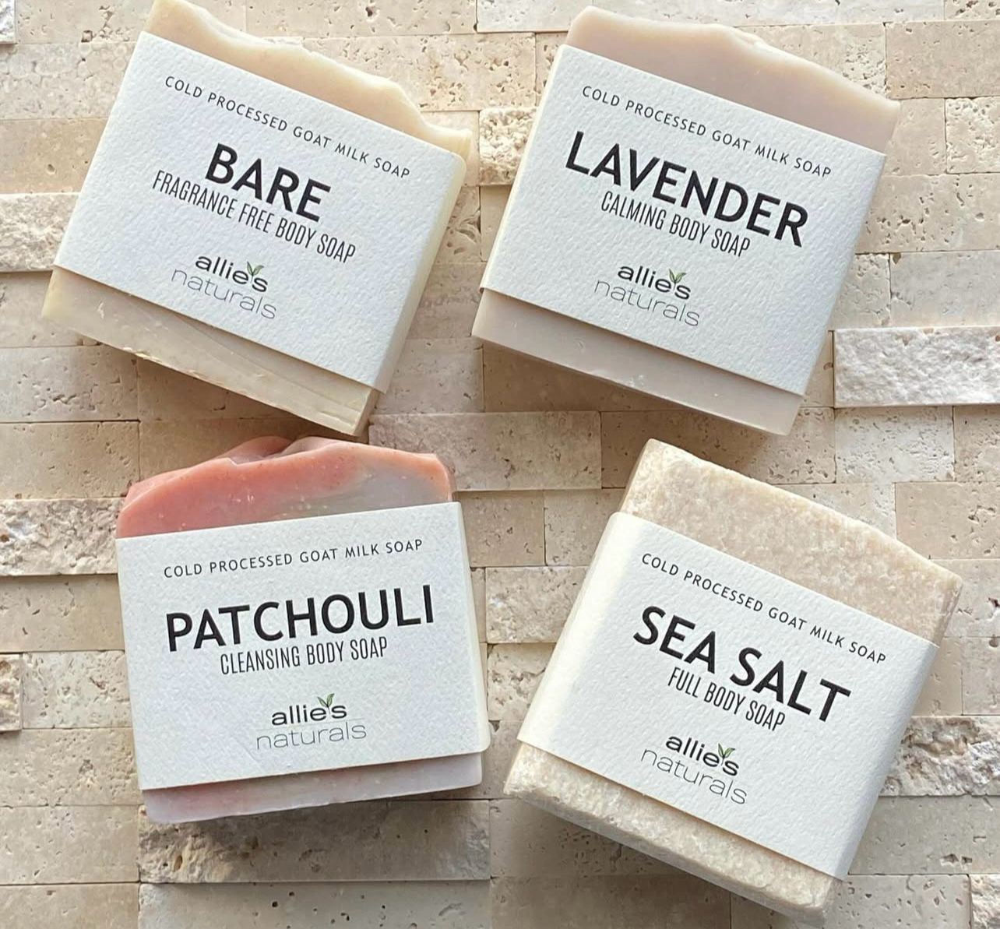 COLD PROCESSED GOAT MILK SOAP
BARE
FRAGRANCE FREE BODY SOAP
allie's
naturals
COLD PROCESSED GOAT MILK SOAP
LAVENDER
CALMING BODY SOAP
allie's
naturals
COLD PROCESSED GOAT MILK SOAP
PATCHOULI
CLEANSING BODY SOAP
allie's
naturals
COLD PROCESSED GOAT MILK SOAP
SEA SALT
FULL BODY SOAP
allie's
naturals